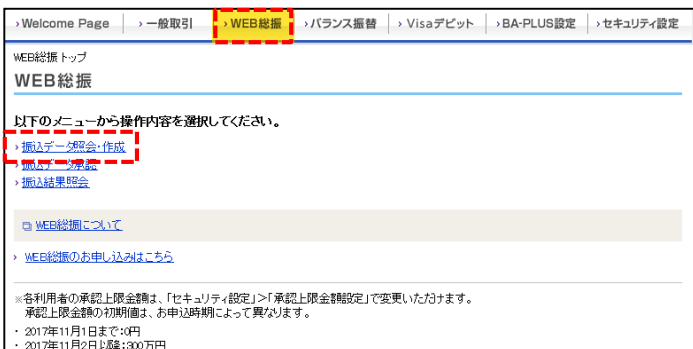 ›Welcome Page ›一般取引 ›WEB総振 ›バランス振替 ›Visaデビット ›BA-PLUS設定 ›セキュリティ設定
WEB総振トップ
WEB総振
以下のメニューから操作内容を選択してください。
›振込データ照会・作成
›振込データ承認
›振込結果照会
WEB総振について
› WEB総振のお申し込みはこちら
※各利用者の承認上限金額は、「セキュリティ設定」>「承認上限金額設定」で変更いただけます。
承認上限金額の初期値は、お申込時期によって異なります。
・2017年11月1日まで:0円
・2017年11月2日以降:300万円